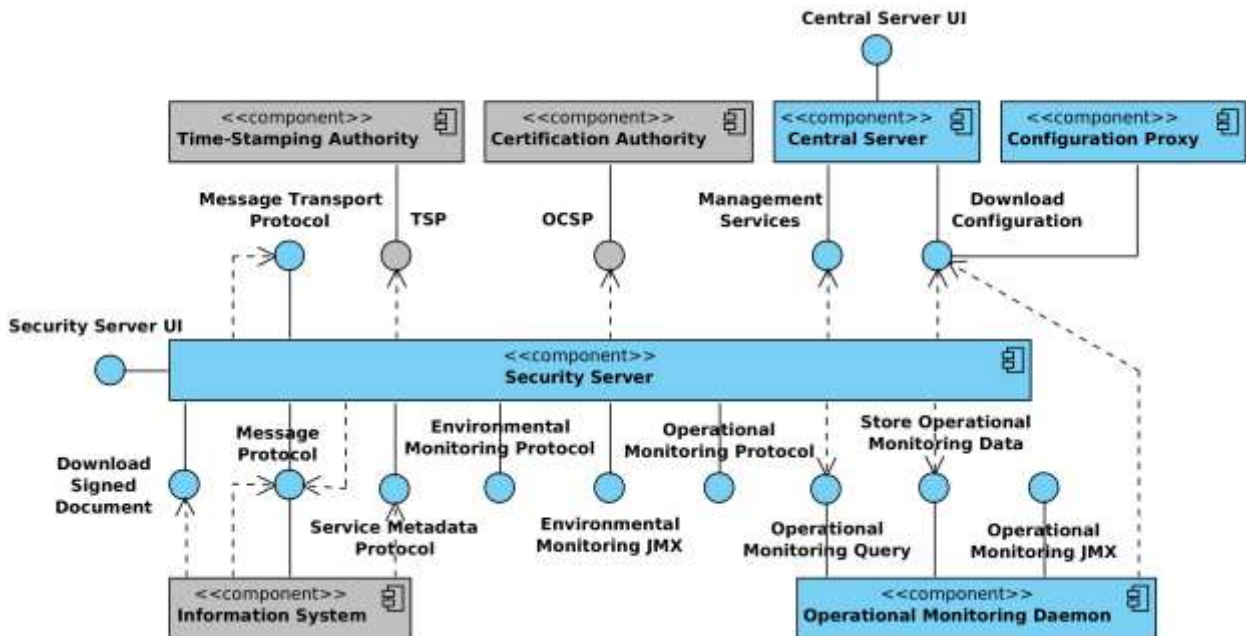 Central Server UI
<<component>>
Time-Stamping Authority
<<component>>
Certification Authority
<<component>>
Central Server
<<component>>
Configuration Proxy
Message Transport
Protocol
TSP
OCSP
Management
Services
Download
Configuration
Security Server UI
<<component>>
Security Server
Download
Signed
Document
Message
Protocol
Service Metadata
Protocol
Environmental
Monitoring Protocol
Environmental
Monitoring JMX
Operational
Monitoring Protocol
Operational
Monitoring Query
Store Operational
Monitoring Data
Operational
Monitoring JMX
<<component>>
Information System
<<component>>
Operational Monitoring Daemon